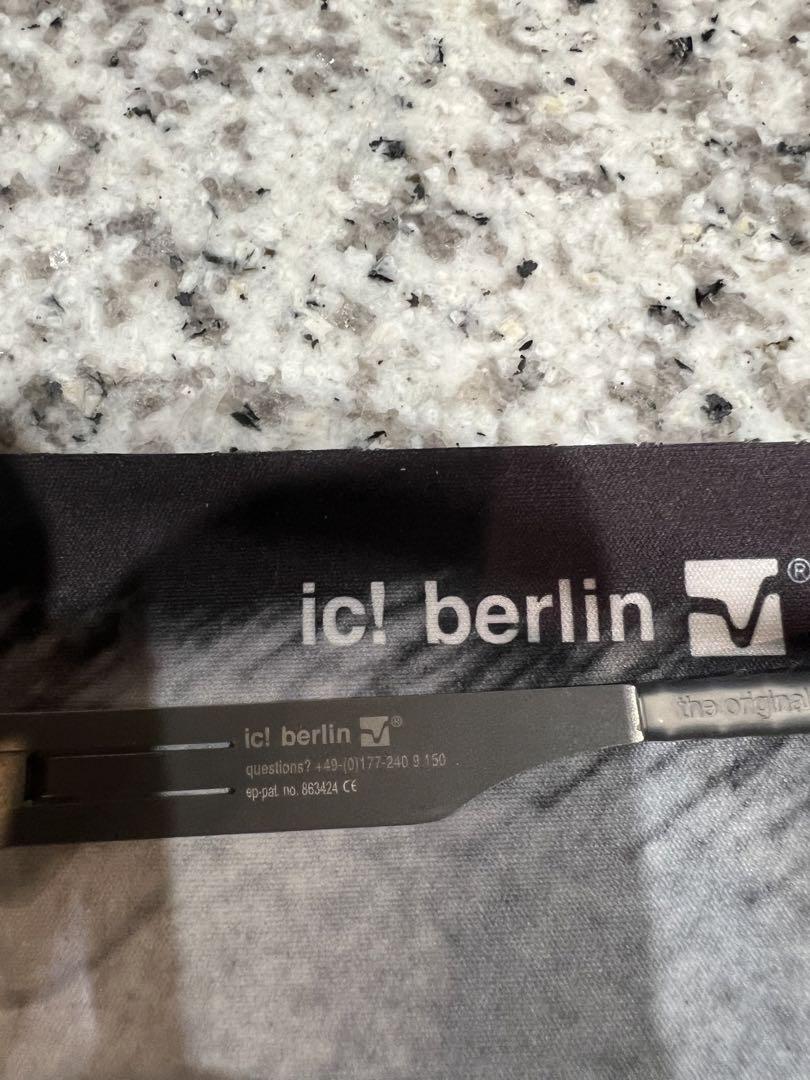 ic! berlin ®
ic! berlin ®
questions? +49-(0)177-240 9 150
ep-pat. no. 863424 CE
the original